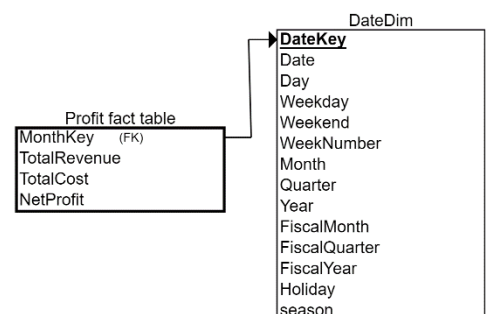 DateDim
DateKey
Date
Day
Weekday
Weekend
WeekNumber
Month
Quarter
Year
FiscalMonth
FiscalQuarter
FiscalYear
Holiday
season
Profit fact table
MonthKey (FK)
TotalRevenue
TotalCost
NetProfit